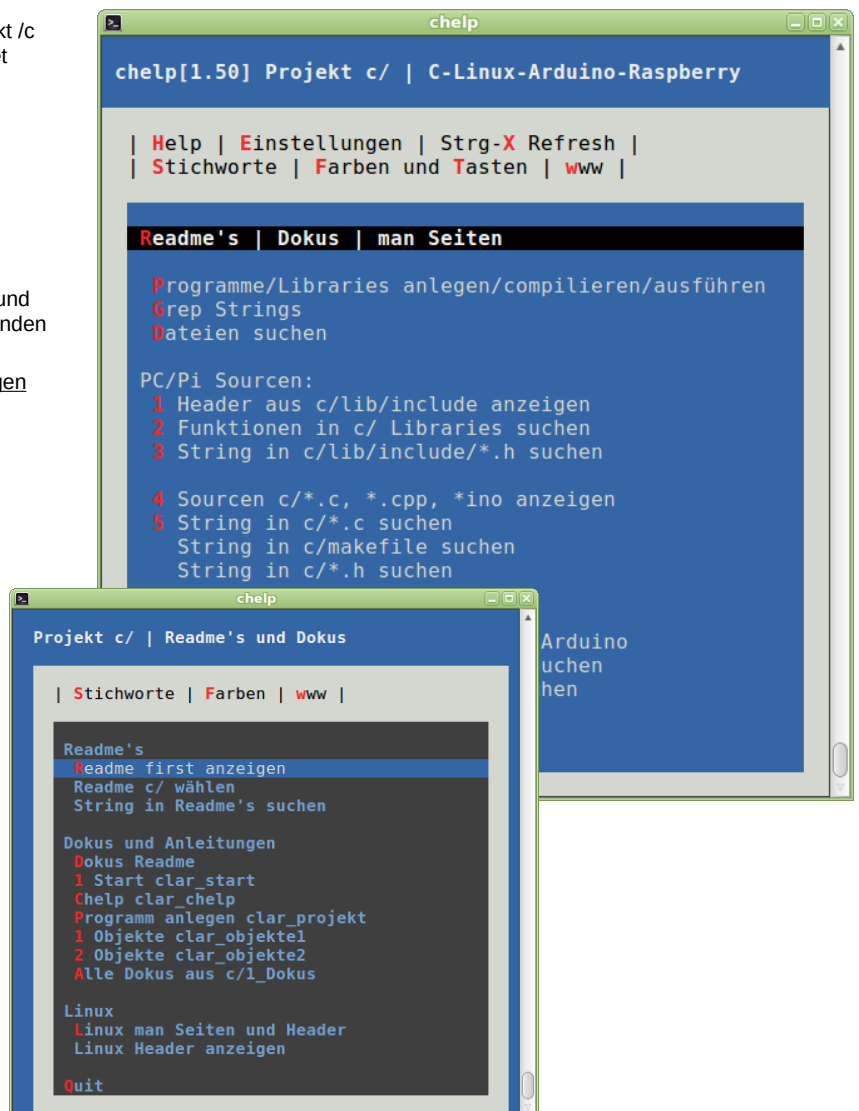 kt /c
t
und
nden
gen
chelp
chelp[1.50] Projekt c/ | C-Linux-Arduino-Raspberry
| Help | Einstellungen | Strg-X Refresh |
| Stichworte | Farben und Tasten | www |
Readme's | Dokus | man Seiten
Programme/Libraries anlegen/compilieren/ausführen
Grep Strings
Dateien suchen
PC/Pi Sourcen:
1 Header aus c/lib/include anzeigen
2 Funktionen in c/ Libraries suchen
3 String in c/lib/include/*.h suchen
4 Sourcen c/*.c, *.cpp, *ino anzeigen
5 String in c/*.c suchen
String in c/makefile suchen
String in c/*.h suchen
Arduino
uchen
hen
chelp
Projekt c/ | Readme's und Dokus
| Stichworte | Farben | www |
Readme's
Readme first anzeigen
Readme c/ wählen
String in Readme's suchen
Dokus und Anleitungen
Dokus Readme
1 Start clar_start
Chelp clar_chelp
Programm anlegen clar_projekt
1 Objekte clar_objekte1
2 Objekte clar_objekte2
Alle Dokus aus c/1_Dokus
Linux
Linux man Seiten und Header
Linux Header anzeigen
Quit